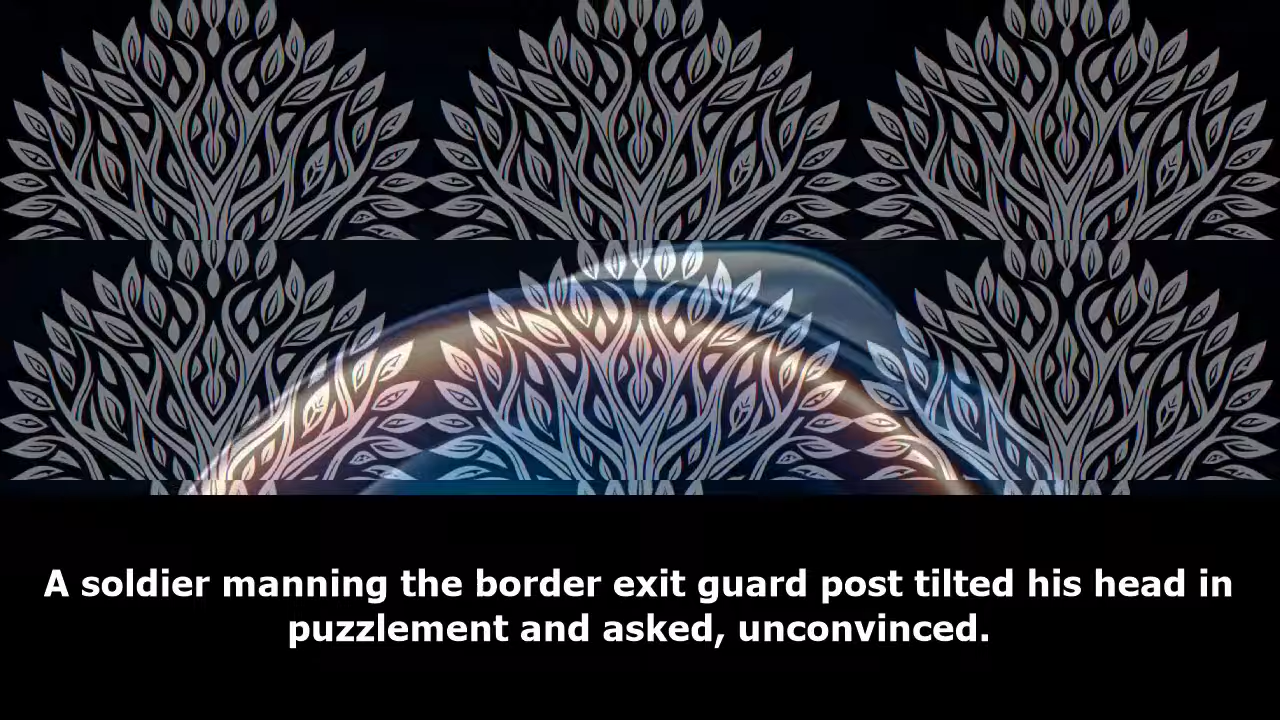 A soldier manning the border exit guard post tilted his head in
puzzlement and asked, unconvinced.